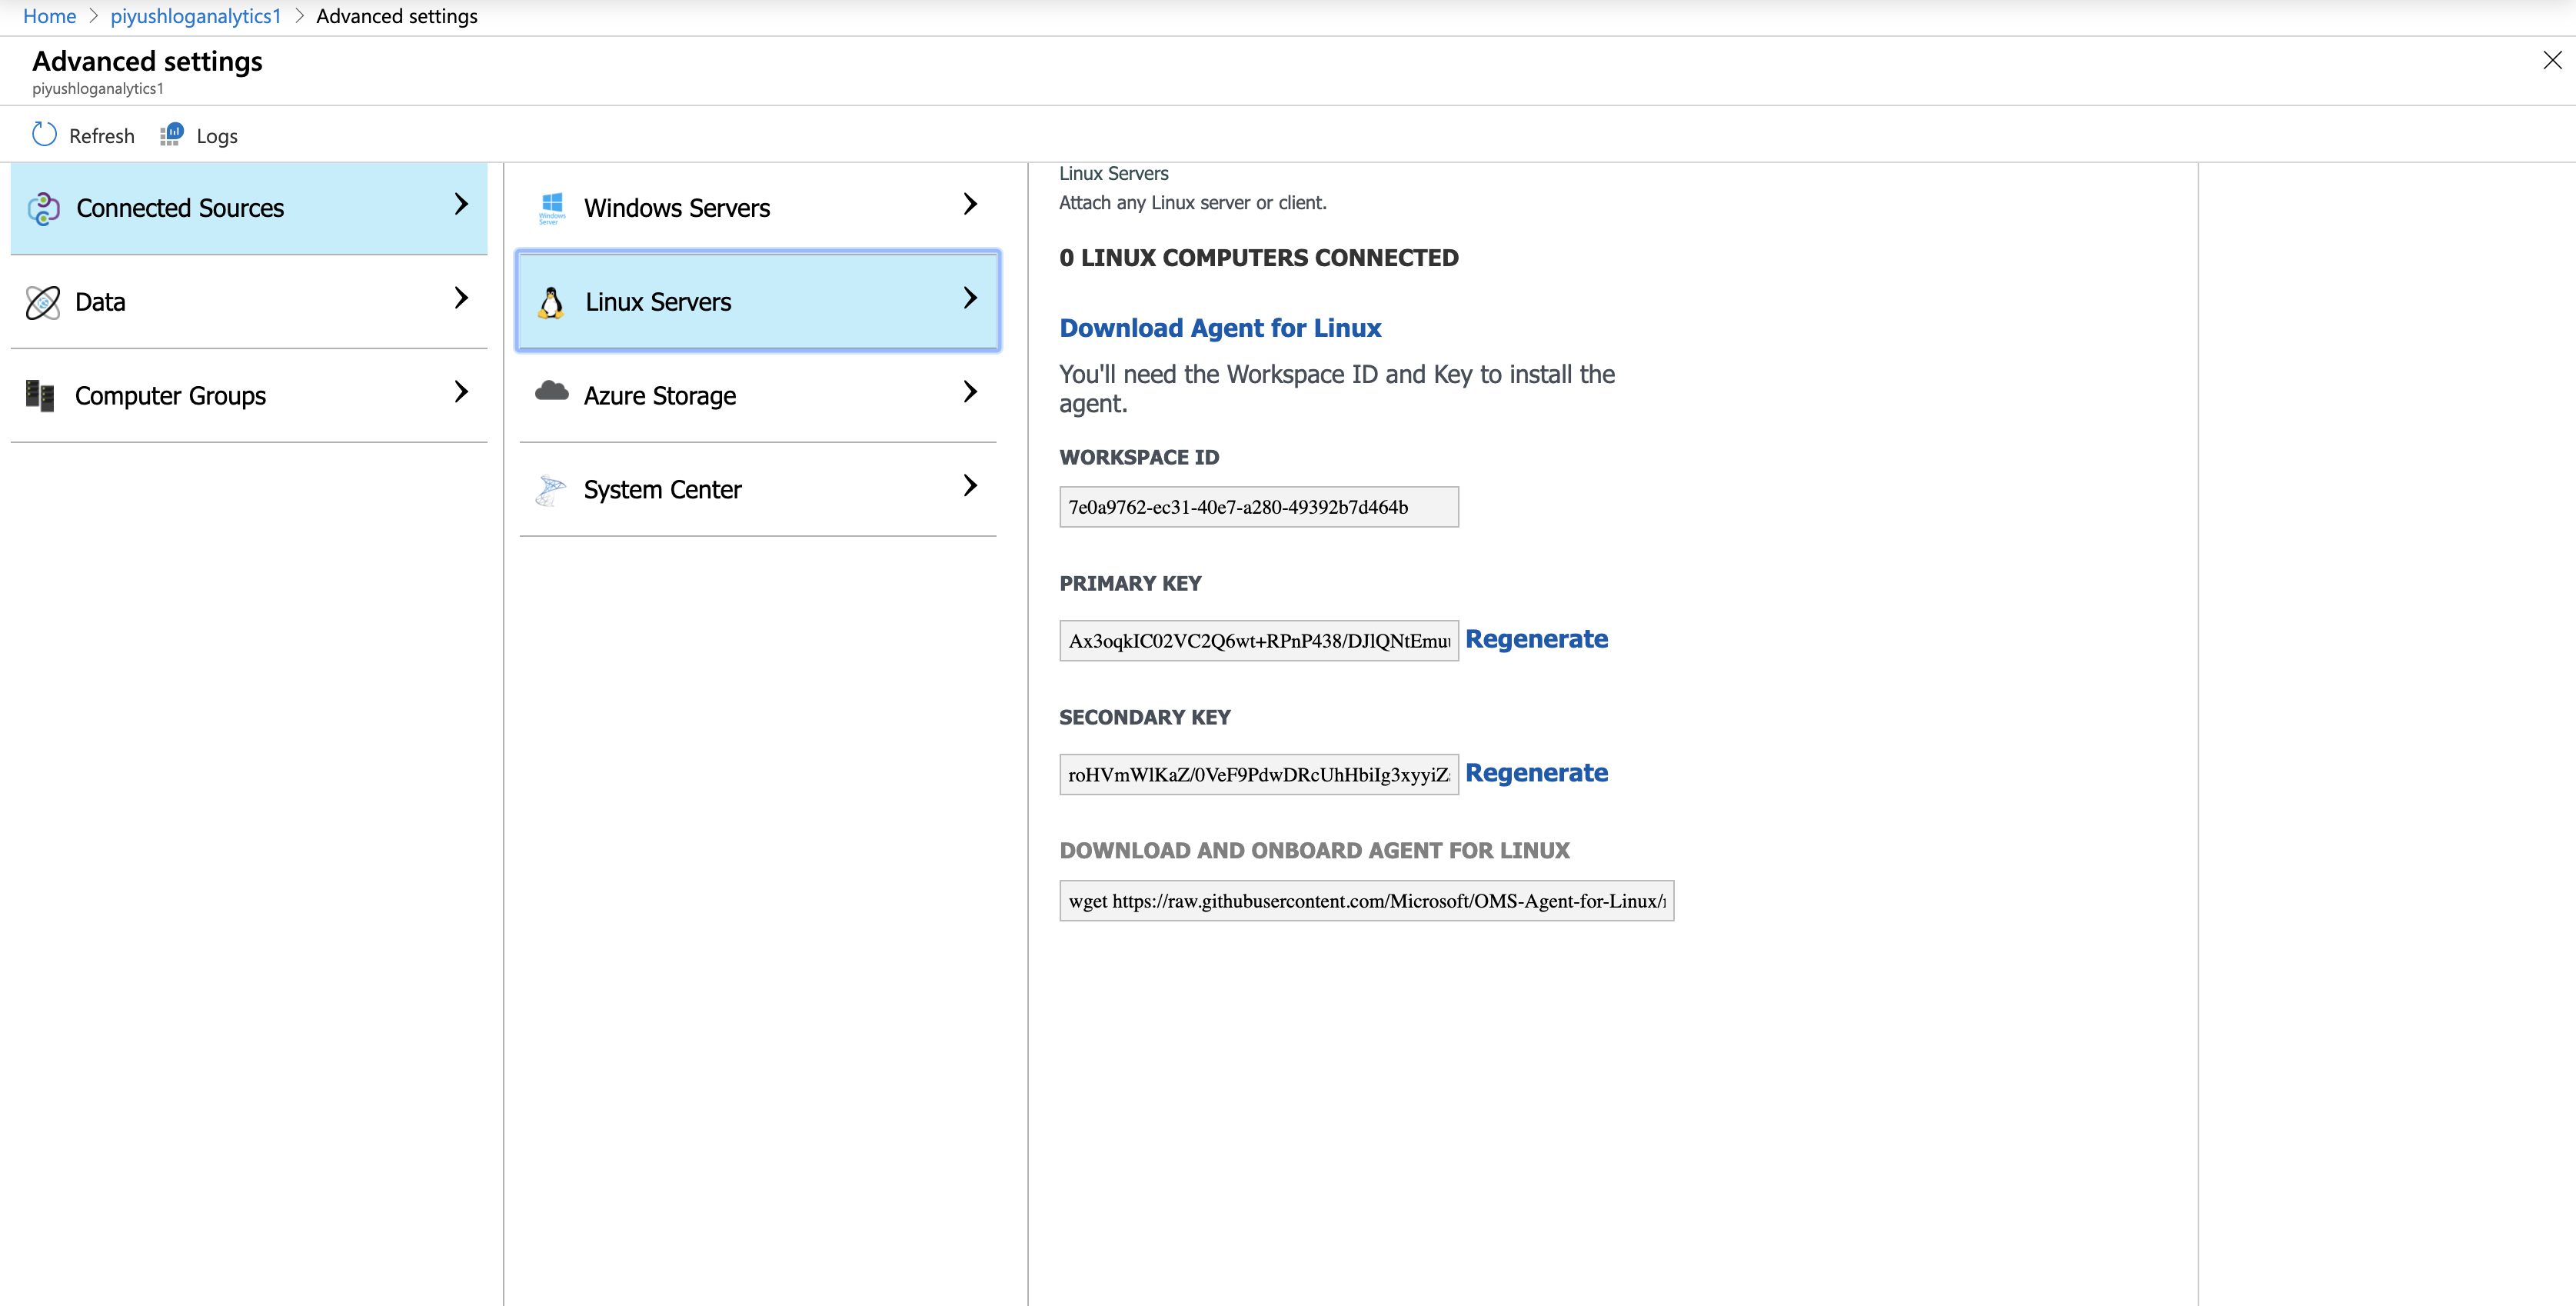 Home > piyushloganalytics1 > Advanced settings
Advanced settings
piyushloganalytics1
Refresh Logs
Connected Sources
Data
Computer Groups
Windows Servers
Linux Servers
Azure Storage
System Center
Linux Servers
Attach any Linux server or client.
0 LINUX COMPUTERS CONNECTED
Download Agent for Linux
You'll need the Workspace ID and Key to install the
agent.
WORKSPACE ID
7e0a9762-ec31-40e7-a280-49392b7d464b
PRIMARY KEY
Ax3oqkIC02VC2Q6wt+RPnP438/DJlQNtEmu Regenerate
SECONDARY KEY
roHVmWlKaZ/0VeF9PdwDRcUhHbiIg3xyyiZ Regenerate
DOWNLOAD AND ONBOARD AGENT FOR LINUX
wget https://raw.githubusercontent.com/Microsoft/OMS-Agent-for-Linux/